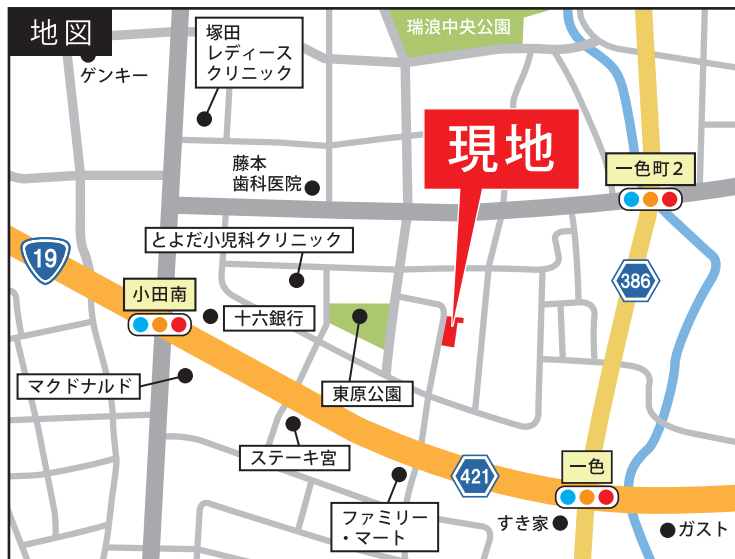 地図
瑞浪中央公園
塚田
レディース
クリニック
ゲンキー
現地
藤本
歯科医院
一色町2
とよだ小児科クリニック
19
386
小田南
十六銀行
マクドナルド
東原公園
ステーキ宮
421
一色
ファミリー
・マート
すき家
ガスト